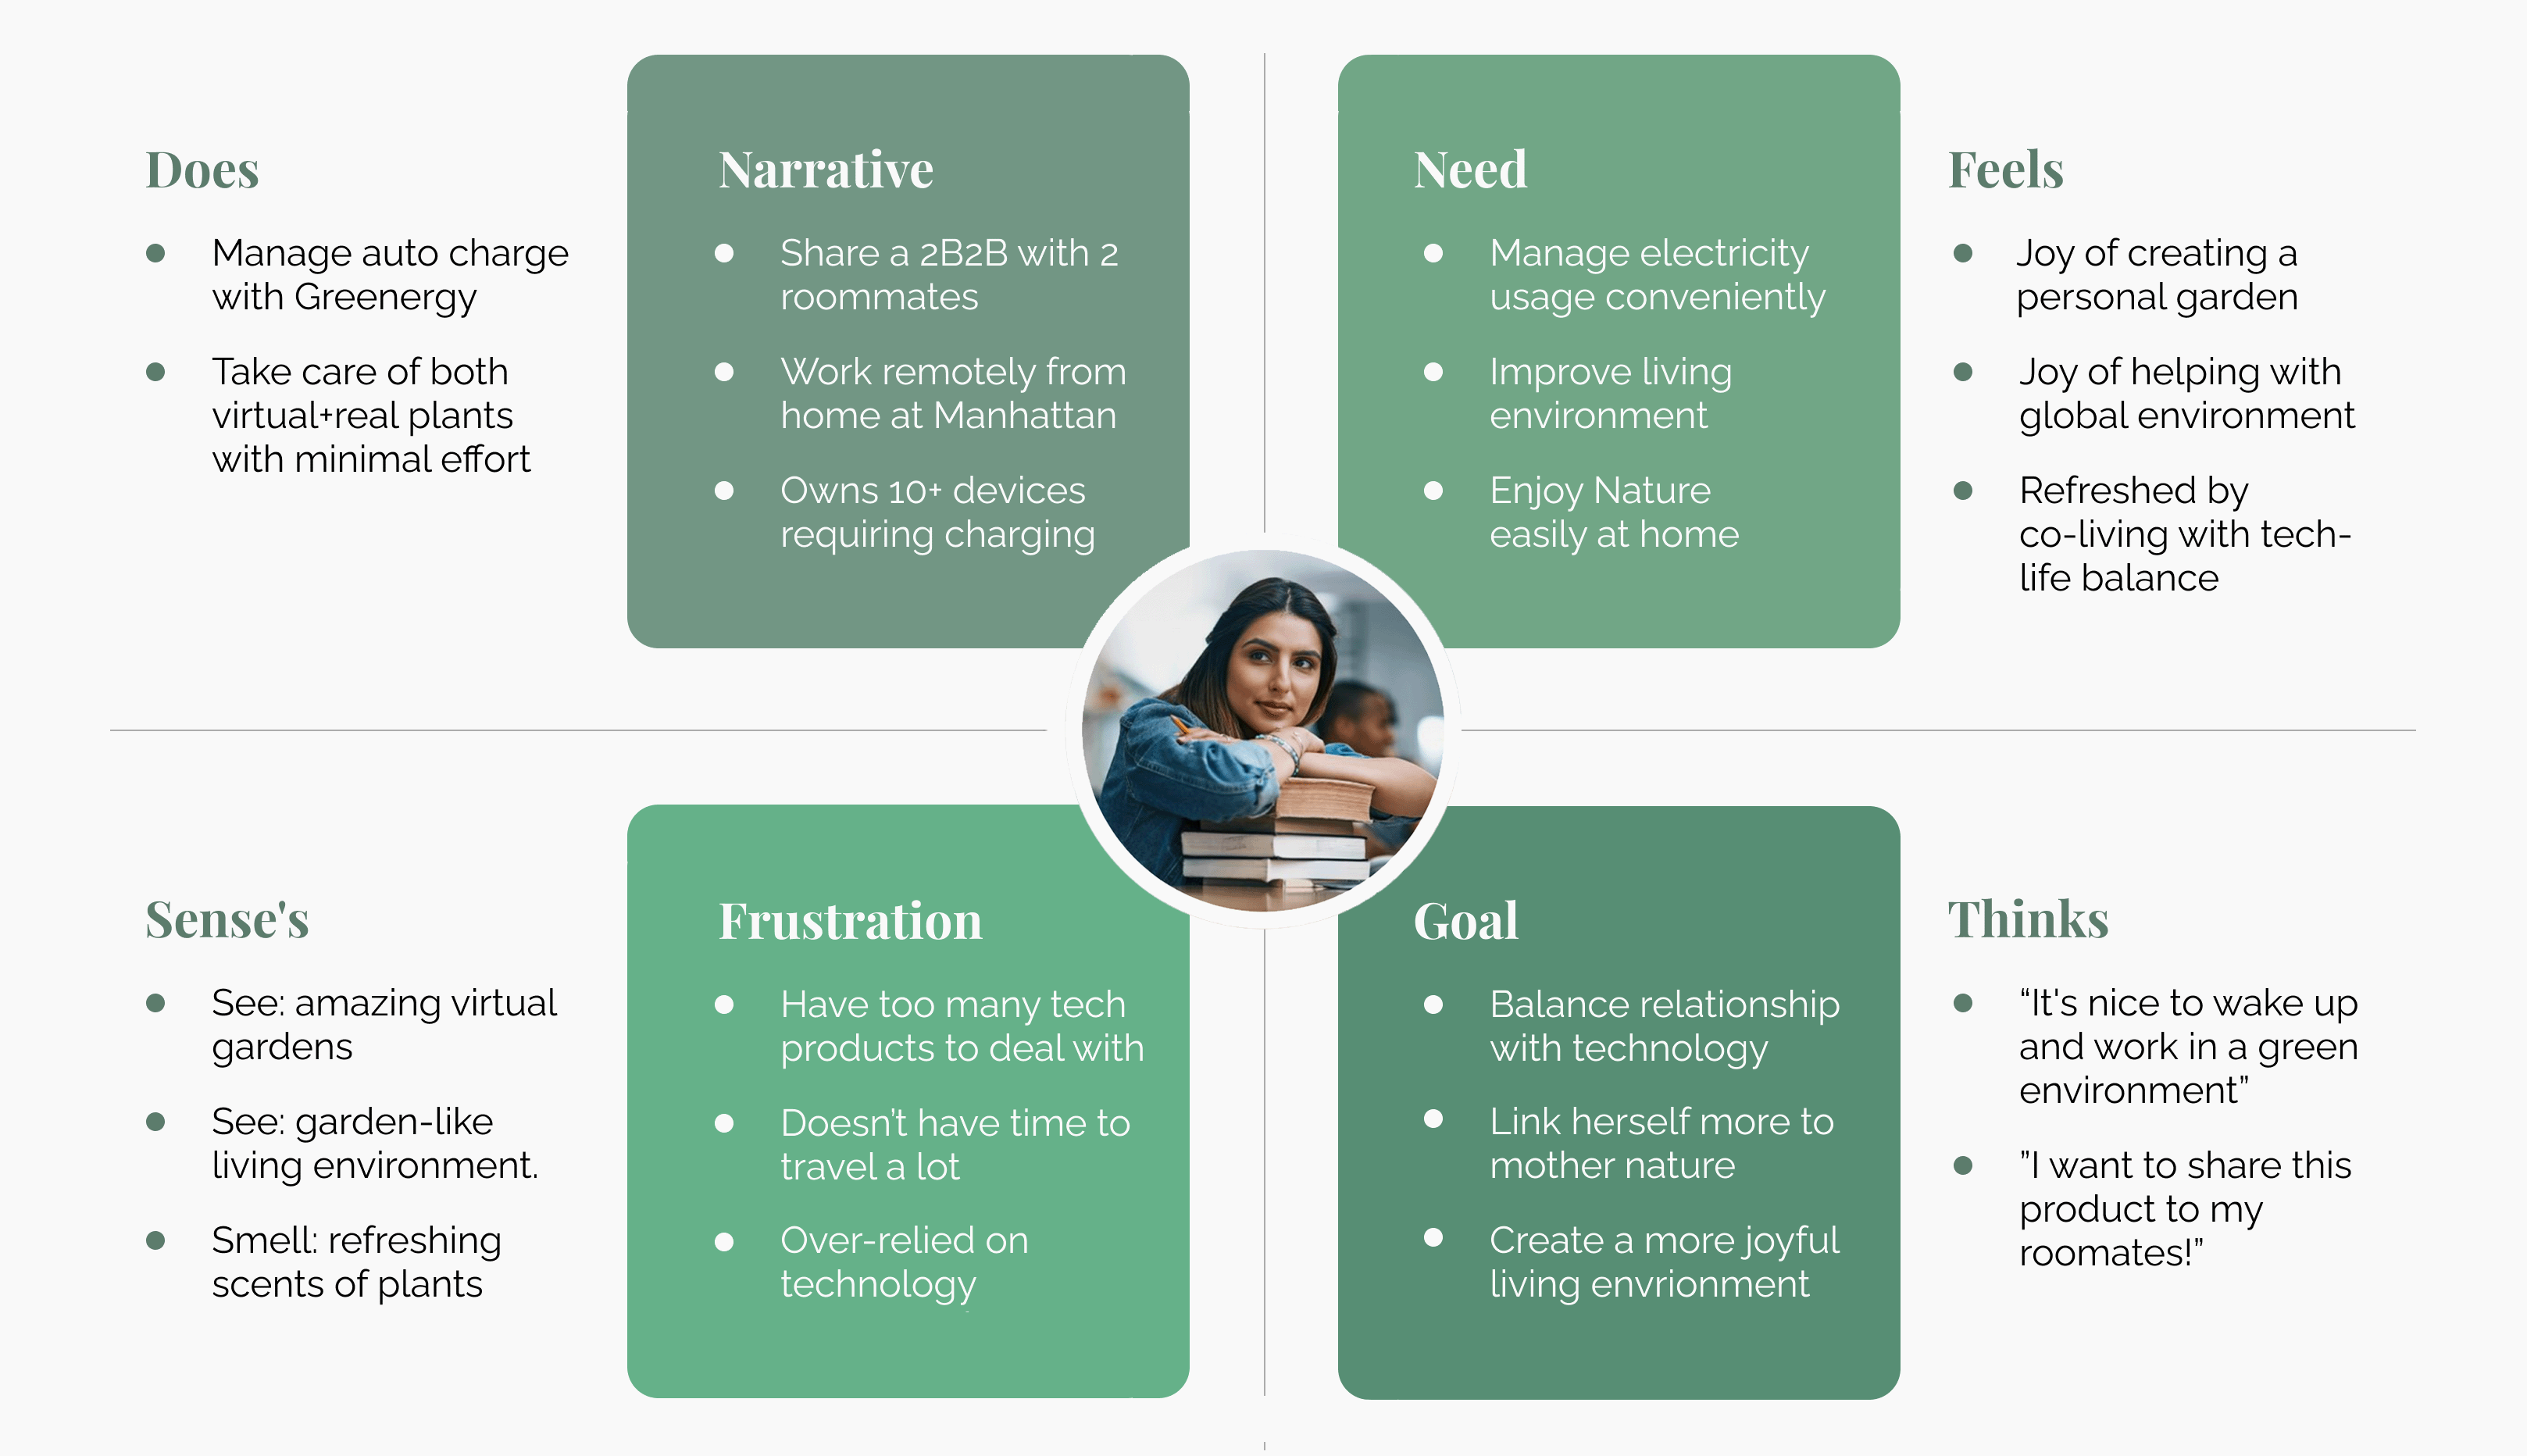 Does
Manage auto charge
with Greenergy
Take care of both
virtual+real plants
with minimal effort
Narrative
Share a 2B2B with 2
roommates
Work remotely from
home at Manhattan
Owns 10+ devices
requiring charging
Need
Manage electricity
usage conveniently
Improve living
environment
Enjoy Nature
easily at home
Feels
Joy of creating a
personal garden
Joy of helping with
global environment
Refreshed by
co-living with tech-
life balance
Sense's
See: amazing virtual
gardens
See: garden-like
living environment.
Smell: refreshing
scents of plants
Frustration
Have too many tech
products to deal with
Doesn’t have time to
travel a lot
Over-relied on
technology
Goal
Balance relationship
with technology
Link herself more to
mother nature
Create a more joyful
living envrionment
Thinks
“It's nice to wake up
and work in a green
environment”
”I want to share this
product to my
roomates!”